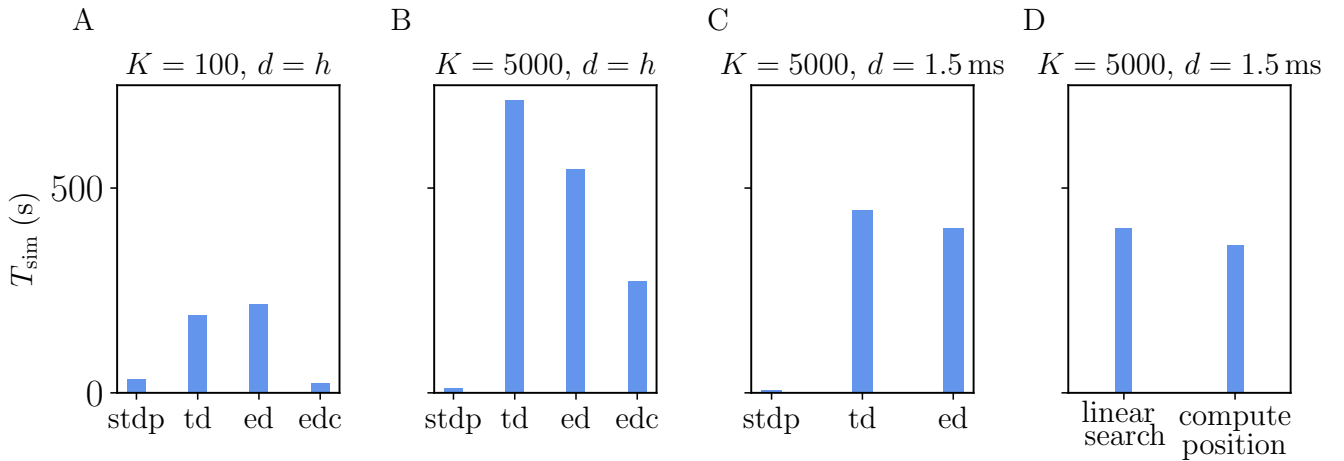 A
B
C
D
K = 100, d = h
K = 5000, d = h
K = 5000, d = 1.5 ms
K = 5000, d = 1.5 ms
T_sim (s)
500
0
stdp td ed edc
stdp td ed edc
stdp td ed
linear
search
compute
position